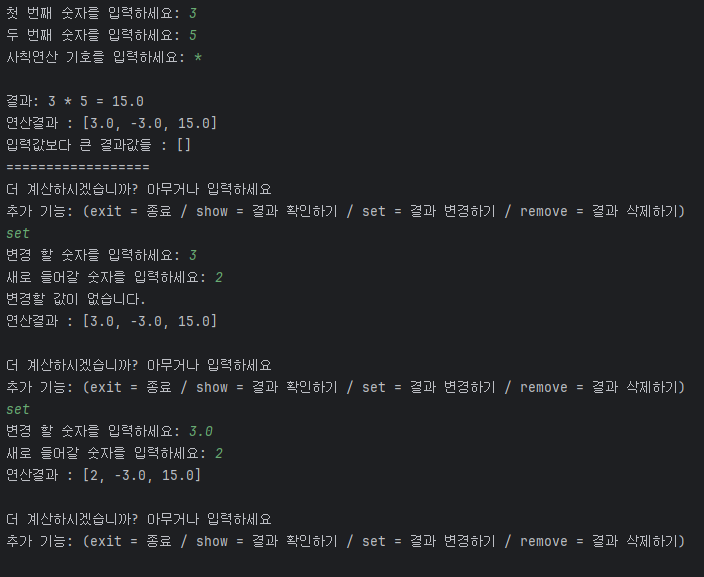 첫 번째 숫자를 입력하세요: 3
두 번째 숫자를 입력하세요: 5
사칙연산 기호를 입력하세요: *
결과: 3 * 5 = 15.0
연산결과 : [3.0, -3.0, 15.0]
입력값보다 큰 결과값들 : []
==================
더 계산하시겠습니까? 아무거나 입력하세요
추가 기능: (exit = 종료 / show = 결과 확인하기 / set = 결과 변경하기 / remove = 결과 삭제하기)
set
변경 할 숫자를 입력하세요: 3
새로 들어갈 숫자를 입력하세요: 2
변경할 값이 없습니다.
연산결과 : [3.0, -3.0, 15.0]
더 계산하시겠습니까? 아무거나 입력하세요
추가 기능: (exit = 종료 / show = 결과 확인하기 / set = 결과 변경하기 / remove = 결과 삭제하기)
set
변경 할 숫자를 입력하세요: 3.0
새로 들어갈 숫자를 입력하세요: 2
연산결과 : [2, -3.0, 15.0]
더 계산하시겠습니까? 아무거나 입력하세요
추가 기능: (exit = 종료 / show = 결과 확인하기 / set = 결과 변경하기 / remove = 결과 삭제하기)